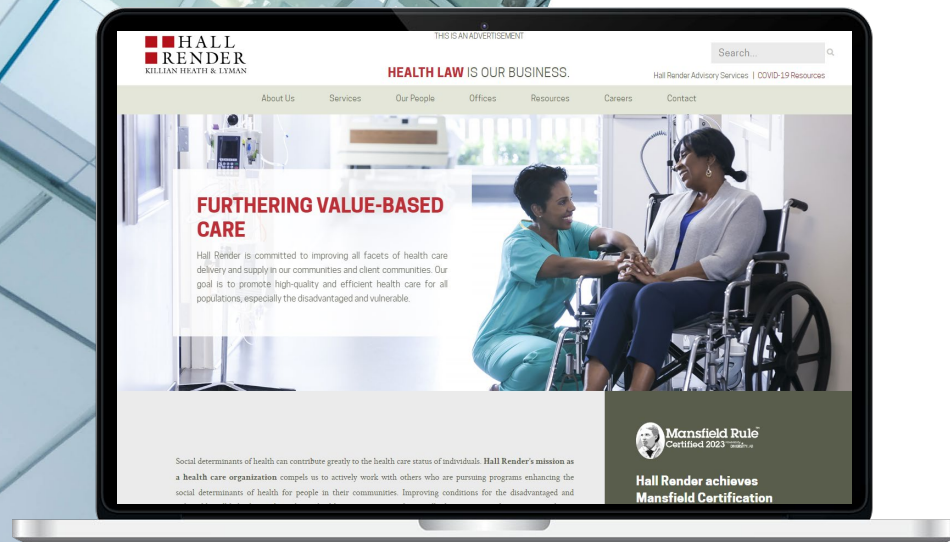 THIS IS AN ADVERTISEMENT
HALL
RENDER
KILLIAN HEATH & LYMAN
HEALTH LAW IS OUR BUSINESS.
Search...
Hall Render Advisory Services | COVID-19 Resources
About Us Services Our People Offices Resources Careers Contact
FURTHERING VALUE-BASED
CARE
Hall Render is committed to improving all facets of health care
delivery and supply in our communities and client communities. Our
goal is to promote high-quality and efficient health care for all
populations, especially the disadvantaged and vulnerable.
Mansfield Rule™
Certified 2023
Social determinants of health can contribute greatly to the health care status of individuals. Hall Render's mission as
a health care organization compels us to actively work with others who are pursuing programs enhancing the
social determinants of health for people in their communities. Improving conditions for the disadvantaged and
Hall Render achieves
Mansfield Certification